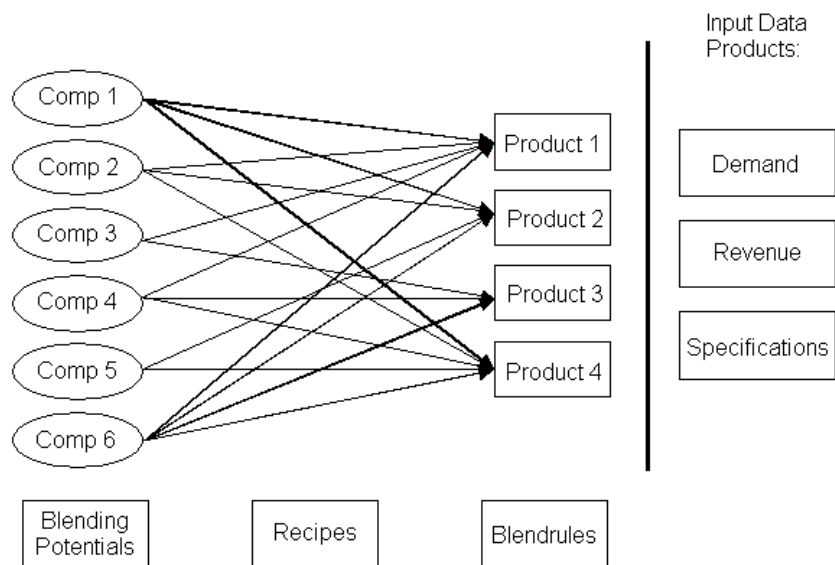 Input Data
Products:
Comp 1
Comp 2
Comp 3
Comp 4
Comp 5
Comp 6
Product 1
Product 2
Product 3
Product 4
Demand
Revenue
Specifications
Blending
Potentials
Recipes
Blendrules